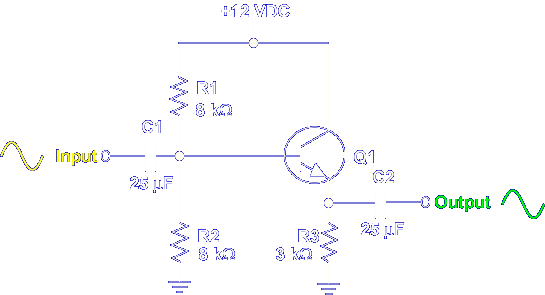 +12 VDC
R1
8 kΩ
C1
Input
25 µF
Q1
C2
Output
25 µF
R2
8 kΩ
R3
3 kΩ